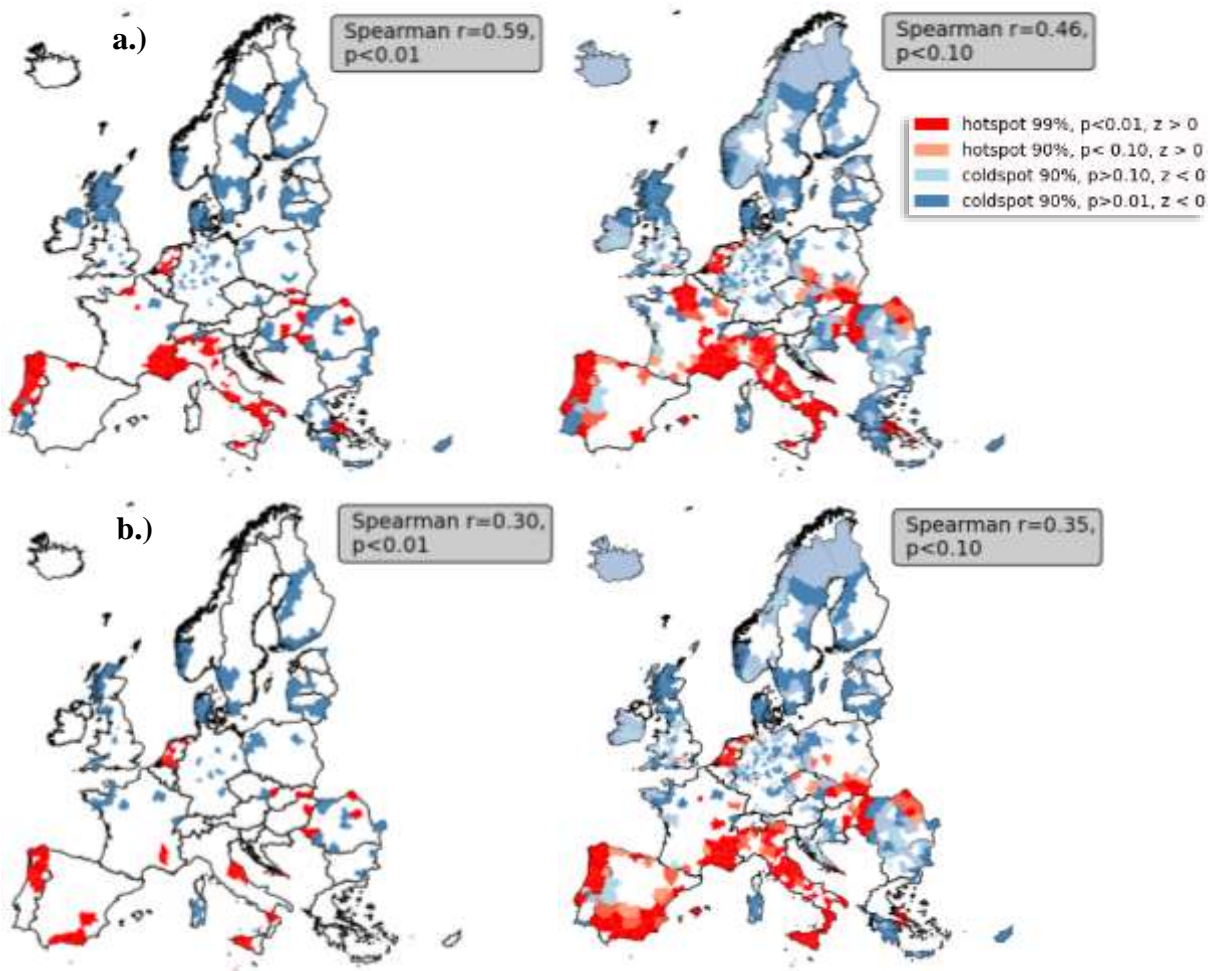 a.)
Spearman r=0.59,
p<0.01
Spearman r=0.46,
p<0.10
hotspot 99%, p<0.01, z > 0
hotspot 90%, p< 0.10, z > 0
coldspot 90%, p>0.10, z < 0
coldspot 90%, p>0.01, z < 0
b.)
Spearman r=0.30,
p<0.01
Spearman r=0.35,
p<0.10